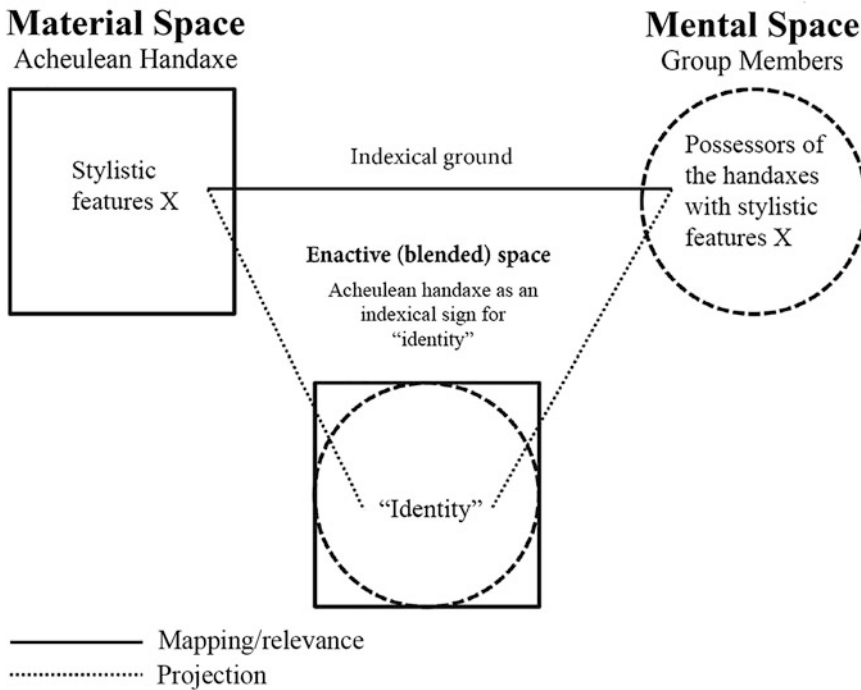 Material Space
Acheulean Handaxe
Mental Space
Group Members
Stylistic
features X
Indexical ground
Possessors of
the handaxes
with stylistic
features X
Enactive (blended) space
Acheulean handaxe as an
indexical sign for
“identity”
“Identity”
Mapping/relevance
Projection